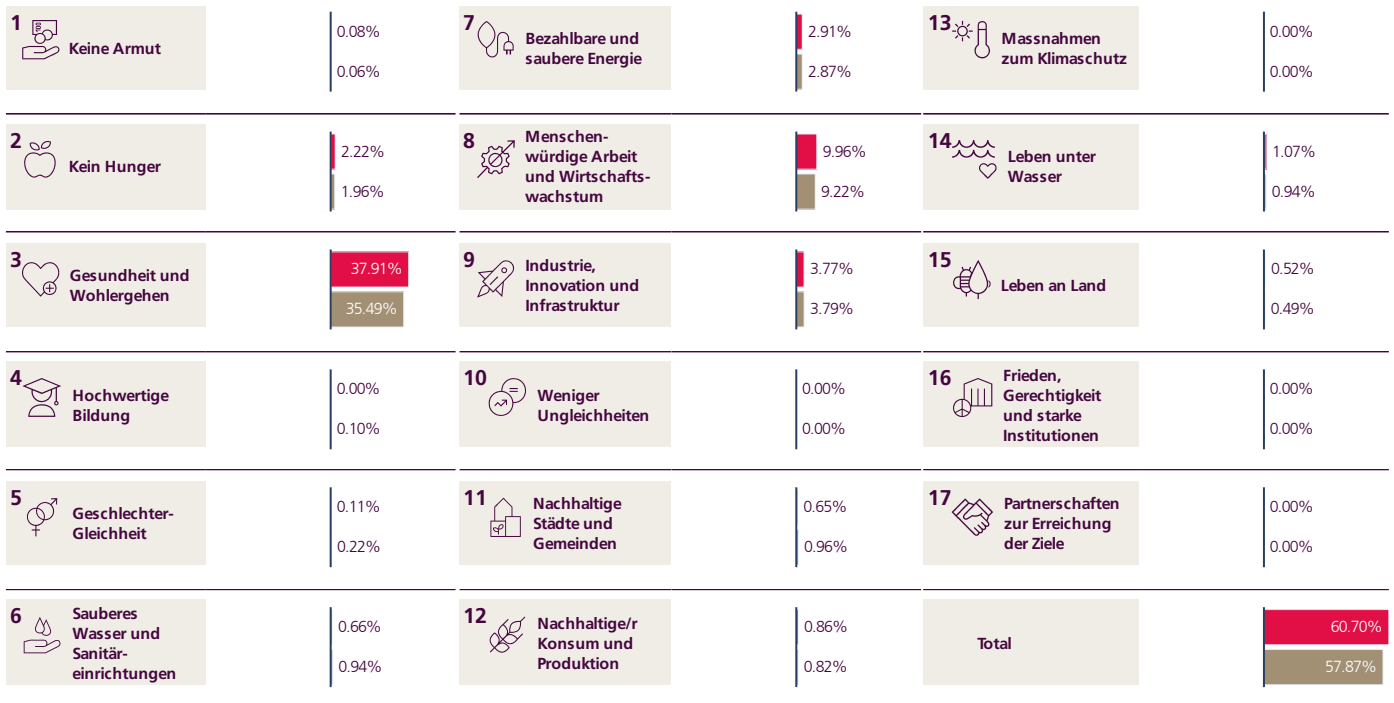 1
Keine Armut
0.08%
0.06%
2
Kein Hunger
2.22%
1.96%
3
Gesundheit und
Wohlergehen
37.91%
35.49%
4
Hochwertige
Bildung
0.00%
0.10%
5
Geschlechter-
Gleichheit
0.11%
0.22%
6
Sauberes
Wasser und
Sanitär-
einrichtungen
0.66%
0.94%
7
Bezahlbare und
saubere Energie
2.91%
2.87%
8
Menschen-
würdige Arbeit
und Wirtschafts-
wachstum
9.96%
9.22%
9
Industrie,
Innovation und
Infrastruktur
3.77%
3.79%
10
Weniger
Ungleichheiten
0.00%
0.00%
11
Nachhaltige
Städte und
Gemeinden
0.65%
0.96%
12
Nachhaltige/r
Konsum und
Produktion
0.86%
0.82%
13
Massnahmen
zum Klimaschutz
0.00%
0.00%
14
Leben unter
Wasser
1.07%
0.94%
15
Leben an Land
0.52%
0.49%
16
Frieden,
Gerechtigkeit
und starke
Institutionen
0.00%
0.00%
17
Partnerschaften
zur Erreichung
der Ziele
0.00%
0.00%
Total
60.70%
57.87%